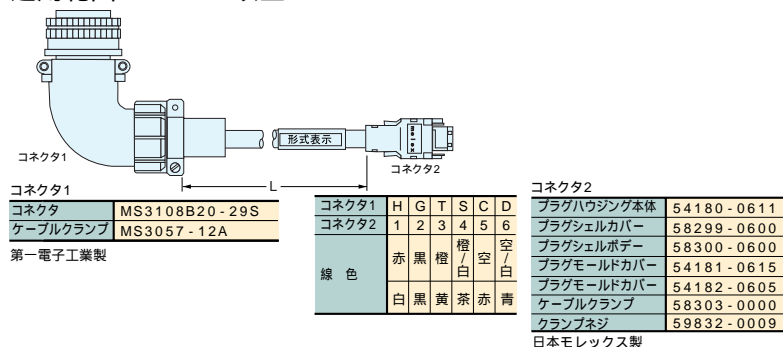 形式表示
molex
コネクタ1
コネクタ2
L
コネクタ1
コネクタ MS3108B20-29S
ケーブルクランプ MS3057-12A
第一電子工業製
コネクタ1 H G T S C D
コネクタ2 1 2 3 4 5 6
線 色 赤 黒 橙 橙/白 空 空/白
白 黒 黄 茶 赤 青
コネクタ2
プラグハウジング本体 54180-0611
プラグシェルカバー 58299-0600
プラグシェルボデー 58300-0600
プラグモールドカバー 54181-0615
プラグモールドカバー 54182-0605
ケーブルクランプ 58303-0000
クランプネジ 59832-0009
日本モレックス製